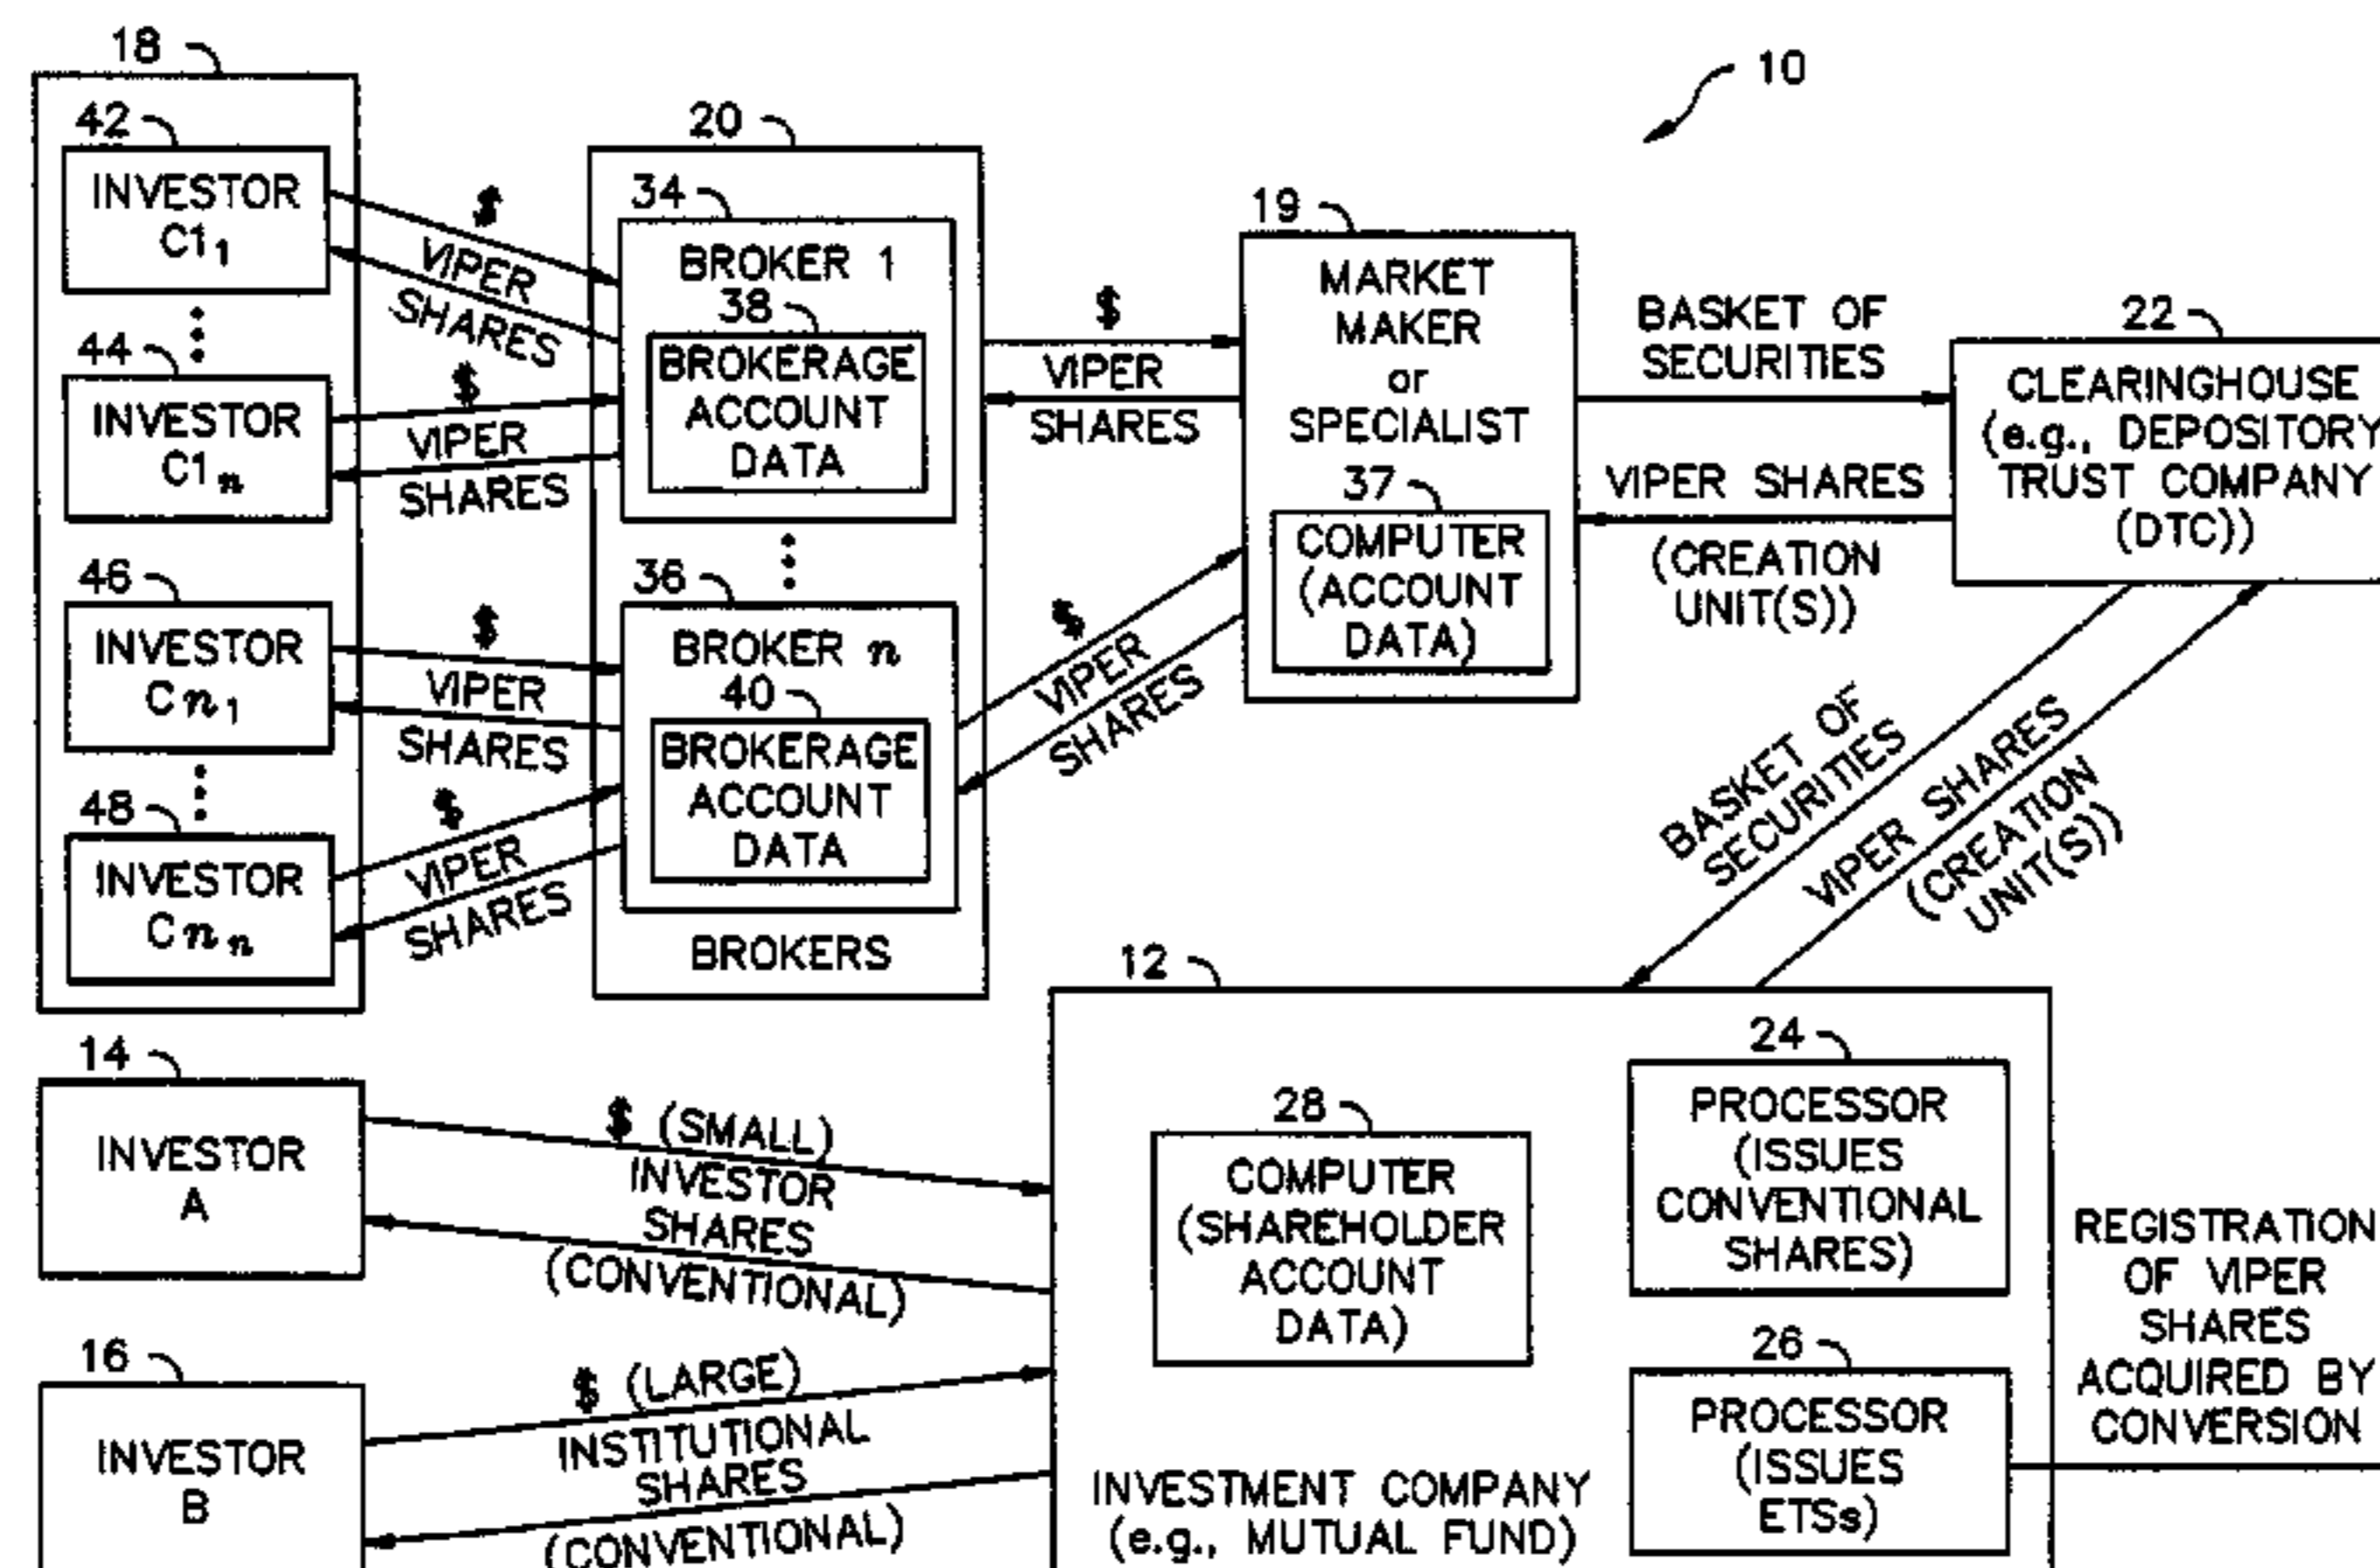 10
18
42
INVESTOR
C1₁
44
INVESTOR
C1ₙ
46
INVESTOR
Cn₁
48
INVESTOR
Cnₙ
$
VIPER
SHARES
$
VIPER
SHARES
$
VIPER
SHARES
$
VIPER
SHARES
20
34
BROKER 1
38
BROKERAGE
ACCOUNT
DATA
36
BROKER n
40
BROKERAGE
ACCOUNT
DATA
BROKERS
$
VIPER
SHARES
$
VIPER
SHARES
19
MARKET
MAKER
or
SPECIALIST
37
COMPUTER
(ACCOUNT
DATA)
BASKET OF
SECURITIES
VIPER SHARES
(CREATION
UNIT(S))
22
CLEARINGHOUSE
(e.g., DEPOSITORY
TRUST COMPANY
(DTC))
BASKET OF
SECURITIES
VIPER SHARES
(CREATION
UNIT(S))
14
INVESTOR
A
$ (SMALL)
INVESTOR
SHARES
(CONVENTIONAL)
16
INVESTOR
B
$ (LARGE)
INSTITUTIONAL
SHARES
(CONVENTIONAL)
12
28
COMPUTER
(SHAREHOLDER
ACCOUNT
DATA)
24
PROCESSOR
(ISSUES
CONVENTIONAL
SHARES)
26
PROCESSOR
(ISSUES
ETSs)
INVESTMENT COMPANY
(e.g., MUTUAL FUND)
REGISTRATION
OF VIPER
SHARES
ACQUIRED BY
CONVERSION